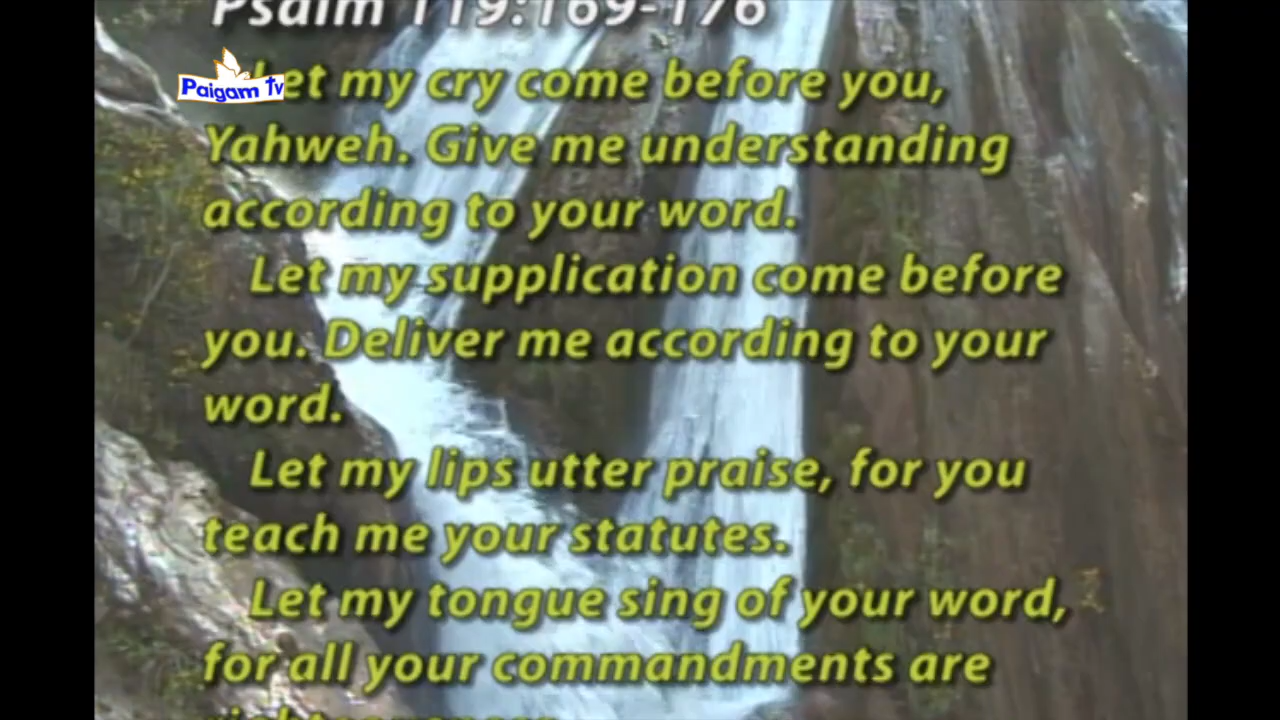 Psalm 119:169-176
Paigam Tv
Let my cry come before you,
Yahweh. Give me understanding
according to your word.
Let my supplication come before
you. Deliver me according to your
word.
Let my lips utter praise, for you
teach me your statutes.
Let my tongue sing of your word,
for all your commandments are